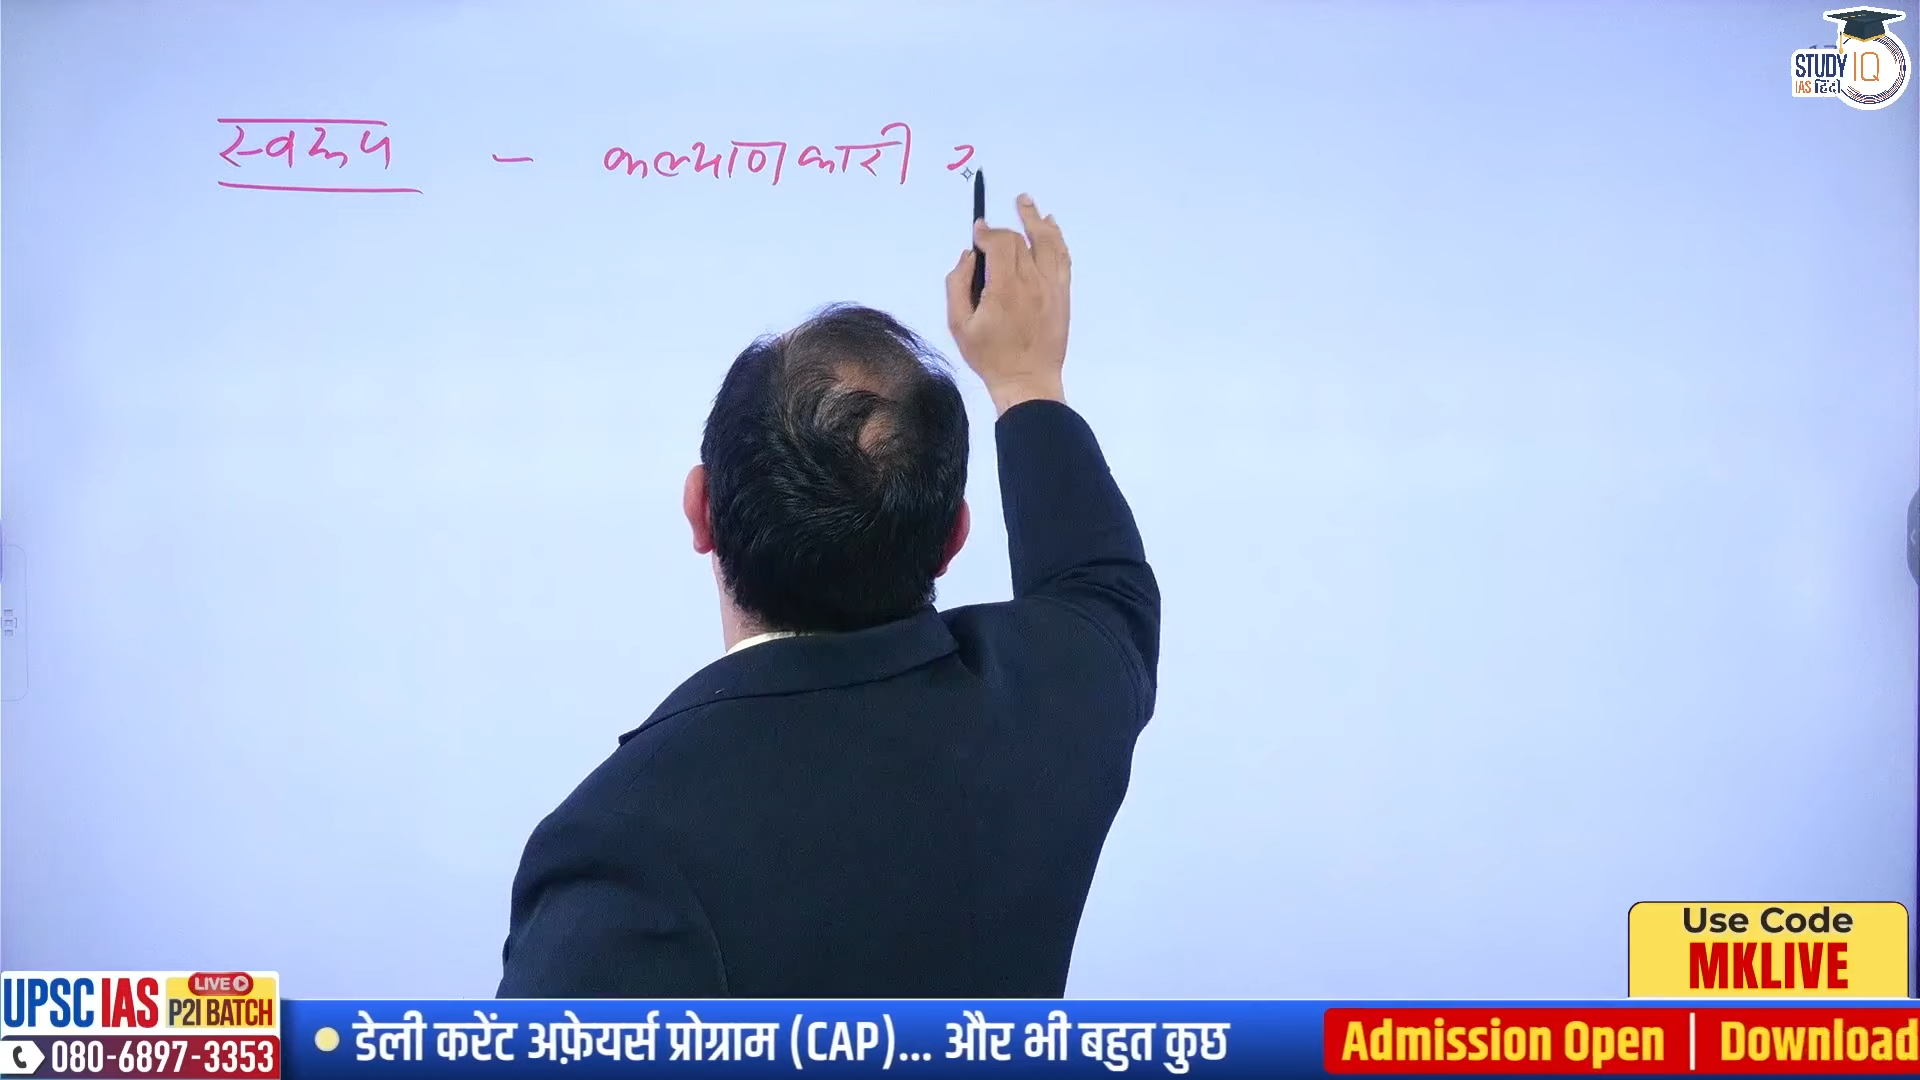 STUDY IQ
IAS हिंदी
स्वरूप - कल्याणकारी
Use Code
MKLIVE
UPSC IAS LIVE P2I BATCH
080-6897-3353
डेली करेंट अफ़ेयर्स प्रोग्राम (CAP)... और भी बहुत कुछ
Admission Open | Download